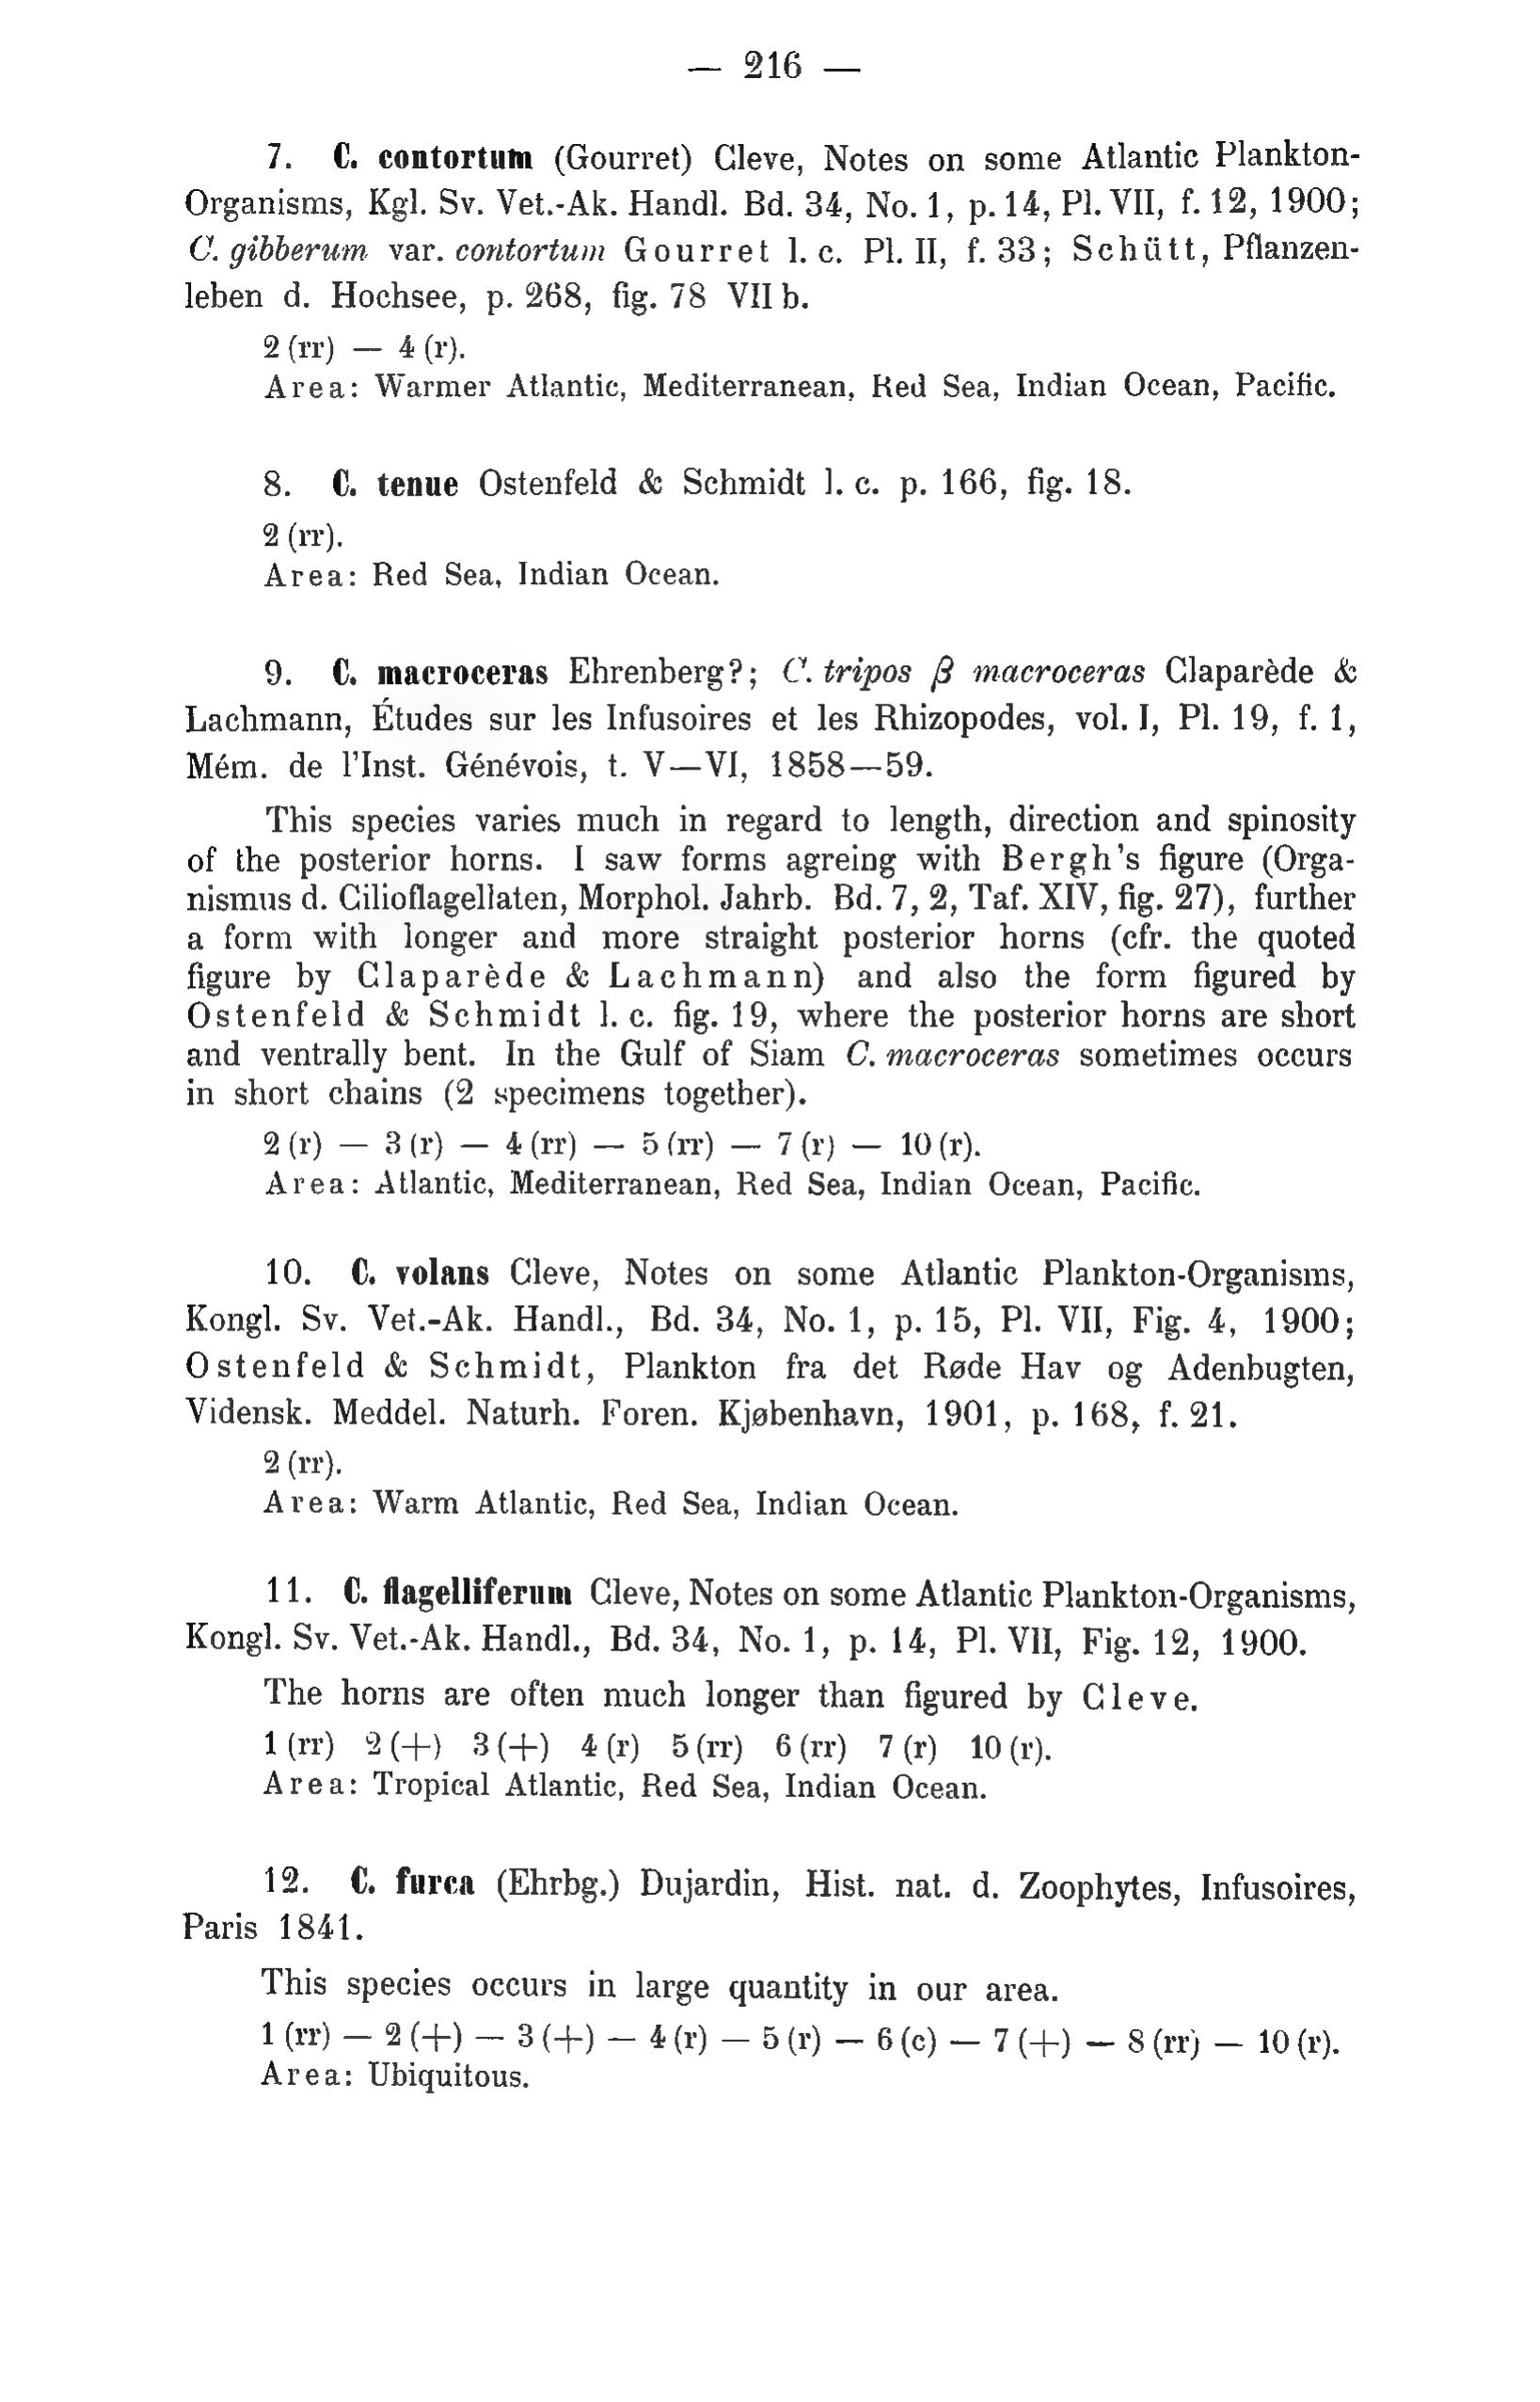 — 216 —
7. C. contortum (Gourret) Cleve, Notes on some Atlantic Plankton-
Organisms, Kgl. Sv. Vet.-Ak. Handl. Bd. 34, No. 1, p. 14, Pl. VII, f. 12, 1900;
C. gibberum var. contortum Gourret l. c. Pl. II, f. 33; Schütt, Pflanzen-
leben d. Hochsee, p. 268, fig. 78 VII b.
2 (rr) — 4 (r).
Area: Warmer Atlantic, Mediterranean, Red Sea, Indian Ocean, Pacific.
8. C. tenue Ostenfeld & Schmidt l. c. p. 166, fig. 18.
2 (rr).
Area: Red Sea, Indian Ocean.
9. C. macroceras Ehrenberg?; C. tripos β macroceras Claparède &
Lachmann, Études sur les Infusoires et les Rhizopodes, vol. I, Pl. 19, f. 1,
Mém. de l'Inst. Génévois, t. V—VI, 1858—59.
This species varies much in regard to length, direction and spinosity
of the posterior horns. I saw forms agreing with Bergh's figure (Orga-
nismus d. Cilioflagellaten, Morphol. Jahrb. Bd. 7, 2, Taf. XIV, fig. 27), further
a form with longer and more straight posterior horns (cfr. the quoted
figure by Claparède & Lachmann) and also the form figured by
Ostenfeld & Schmidt l. c. fig. 19, where the posterior horns are short
and ventrally bent. In the Gulf of Siam C. macroceras sometimes occurs
in short chains (2 specimens together).
2 (r) — 3 (r) — 4 (rr) — 5 (rr) — 7 (r) — 10 (r).
Area: Atlantic, Mediterranean, Red Sea, Indian Ocean, Pacific.
10. C. volans Cleve, Notes on some Atlantic Plankton-Organisms,
Kongl. Sv. Vet.-Ak. Handl., Bd. 34, No. 1, p. 15, Pl. VII, Fig. 4, 1900;
Ostenfeld & Schmidt, Plankton fra det Røde Hav og Adenbugten,
Vidensk. Meddel. Naturh. Foren. Kjøbenhavn, 1901, p. 168, f. 21.
2 (rr).
Area: Warm Atlantic, Red Sea, Indian Ocean.
11. C. flagelliferum Cleve, Notes on some Atlantic Plankton-Organisms,
Kongl. Sv. Vet.-Ak. Handl., Bd. 34, No. 1, p. 14, Pl. VII, Fig. 12, 1900.
The horns are often much longer than figured by Cleve.
1 (rr) 2 (+) 3 (+) 4 (r) 5 (rr) 6 (rr) 7 (r) 10 (r).
Area: Tropical Atlantic, Red Sea, Indian Ocean.
12. C. furca (Ehrbg.) Dujardin, Hist. nat. d. Zoophytes, Infusoires,
Paris 1841.
This species occurs in large quantity in our area.
1 (rr) — 2 (+) — 3 (+) — 4 (r) — 5 (r) — 6 (c) — 7 (+) — 8 (rr) — 10 (r).
Area: Ubiquitous.